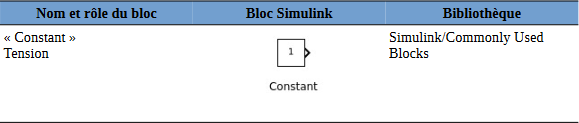 Nom et rôle du bloc Bloc Simulink Bibliothèque
« Constant » Simulink/Commonly Used
Tension Blocks
1
Constant